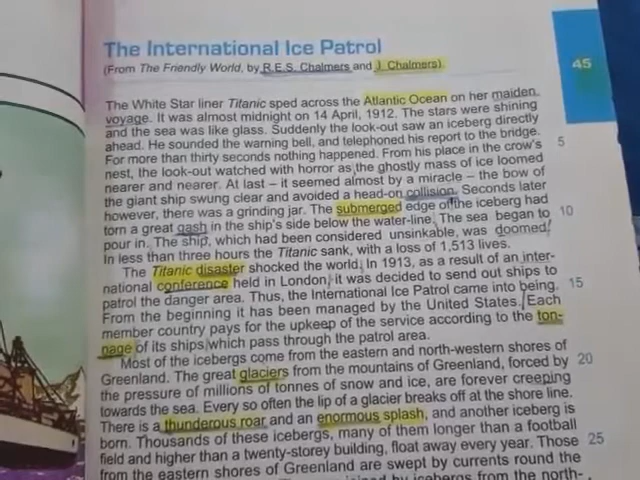 The International Ice Patrol
(From The Friendly World, by R.E.S. Chalmers and J. Chalmers)
45
The White Star liner Titanic sped across the Atlantic Ocean on her maiden
voyage. It was almost midnight on 14 April, 1912. The stars were shining
and the sea was like glass. Suddenly the look-out saw an iceberg directly
ahead. He sounded the warning bell, and telephoned his report to the bridge. 5
For more than thirty seconds nothing happened. From his place in the crow's
nest, the look-out watched with horror as the ghostly mass of ice loomed
nearer and nearer. At last – it seemed almost by a miracle – the bow of
the giant ship swung clear and avoided a head-on collision. Seconds later
however, there was a grinding jar. The submerged edge of the iceberg had 10
torn a great gash in the ship's side below the water-line. The sea began to
pour in. The ship, which had been considered unsinkable, was doomed!
In less than three hours the Titanic sank, with a loss of 1,513 lives.
The Titanic disaster shocked the world. In 1913, as a result of an inter-
national conference held in London, it was decided to send out ships to 15
patrol the danger area. Thus, the International Ice Patrol came into being.
From the beginning it has been managed by the United States. Each
member country pays for the upkeep of the service according to the ton-
nage of its ships which pass through the patrol area.
Most of the icebergs come from the eastern and north-western shores of
Greenland. The great glaciers from the mountains of Greenland, forced by 20
the pressure of millions of tonnes of snow and ice, are forever creeping
towards the sea. Every so often the lip of a glacier breaks off at the shore line.
There is a thunderous roar and an enormous splash, and another iceberg is
born. Thousands of these icebergs, many of them longer than a football
field and higher than a twenty-storey building, float away every year. Those 25
from the eastern shores of Greenland are swept by currents round the
icebergs from the north-